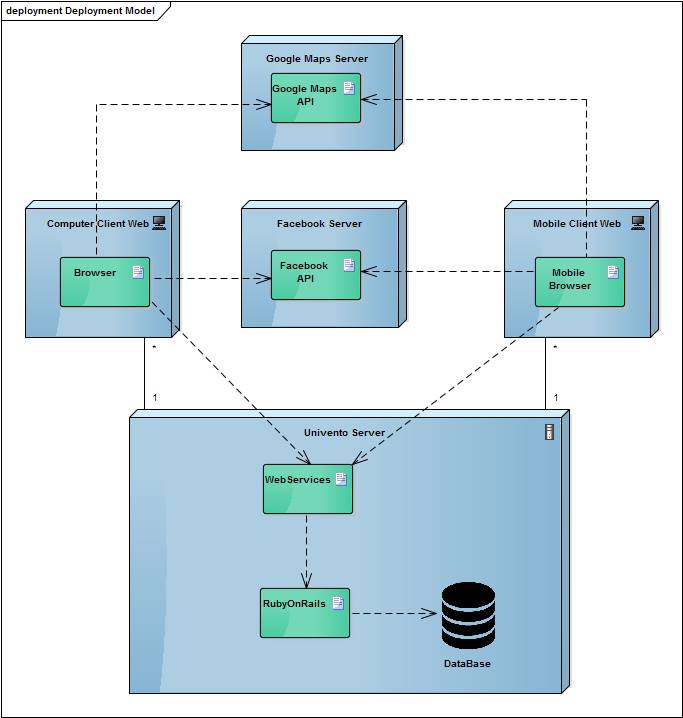 deployment Deployment Model
Google Maps Server
Google Maps
API
Computer Client Web
Facebook Server
Mobile Client Web
Browser
Facebook
API
Mobile
Browser
*
*
1
1
Univento Server
WebServices
RubyOnRails
DataBase